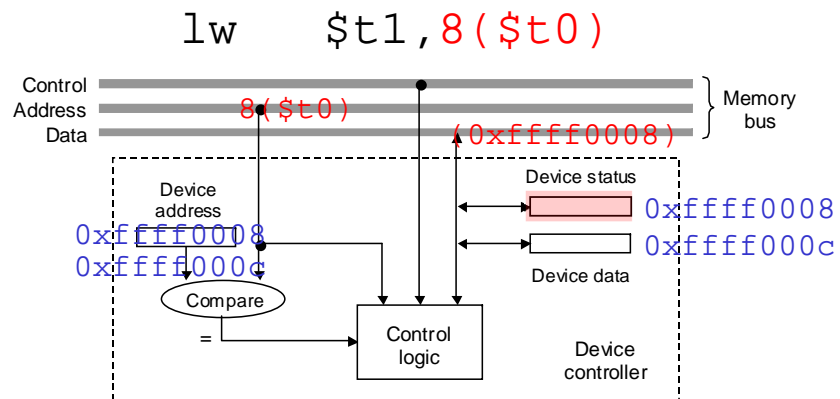 lw $t1,8($t0)
Control
Address
8($t0)
Data
(0xffff0008)
Memory
bus
Device
address
0xffff0008
0xffff000c
Device status
0xffff0008
0xffff000c
Device data
Compare
=
Control
logic
Device
controller